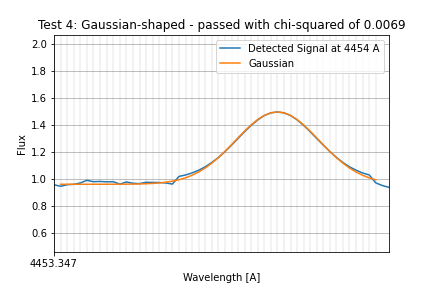 Test 4: Gaussian-shaped - passed with chi-squared of 0.0069
Detected Signal at 4454 A
Gaussian
2.0
1.8
1.6
1.4
1.2
1.0
0.8
0.6
Flux
4453.347
Wavelength [A]